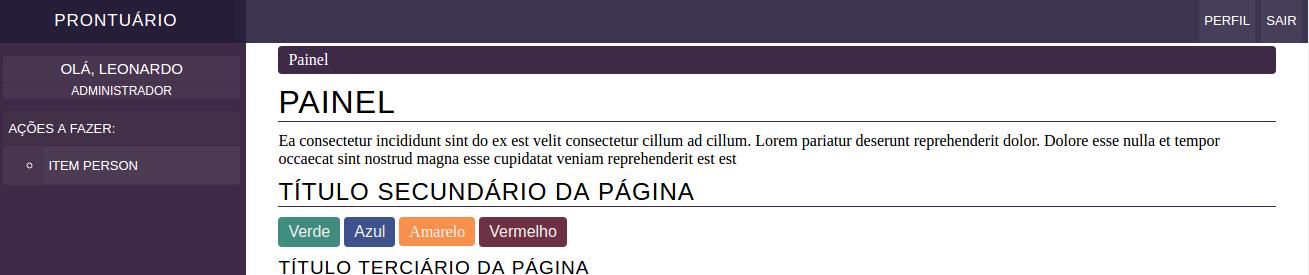 PRONTUÁRIO
PERFIL
SAIR
OLÁ, LEONARDO
ADMINISTRADOR
AÇÕES A FAZER:
ITEM PERSON
Painel
PAINEL
Ea consectetur incididunt sint do ex est velit consectetur cillum ad cillum. Lorem pariatur deserunt reprehenderit dolor. Dolore esse nulla et tempor
occaecat sint nostrud magna esse cupidatat veniam reprehenderit est est
TÍTULO SECUNDÁRIO DA PÁGINA
Verde Azul Amarelo Vermelho
TÍTULO TERCIÁRIO DA PÁGINA